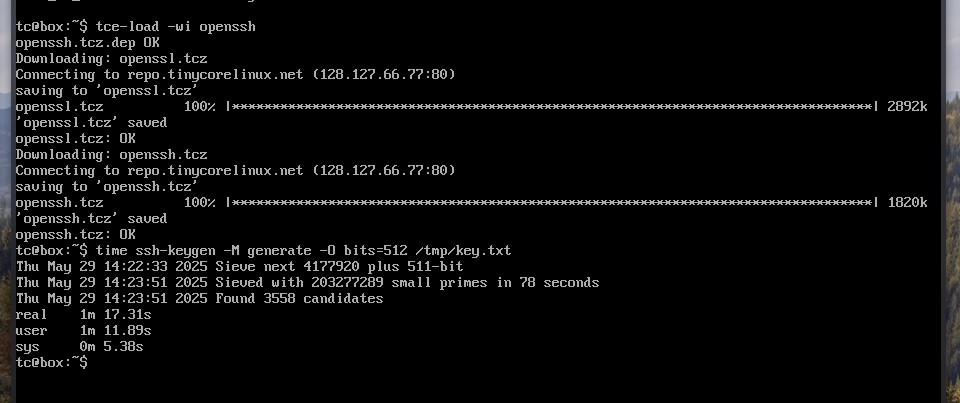 tc@box:~$ tce-load -wi openssh
openssh.tcz.dep OK
Downloading: openssl.tcz
Connecting to repo.tinycorelinux.net (128.127.66.77:80)
saving to 'openssl.tcz'
openssl.tcz          100% |********************************************************************************| 2892k
'openssl.tcz' saved
openssl.tcz: OK
Downloading: openssh.tcz
Connecting to repo.tinycorelinux.net (128.127.66.77:80)
saving to 'openssh.tcz'
openssh.tcz          100% |********************************************************************************| 1820k
'openssh.tcz' saved
openssh.tcz: OK
tc@box:~$ time ssh-keygen -M generate -O bits=512 /tmp/key.txt
Thu May 29 14:22:33 2025 Sieve next 4177920 plus 511-bit
Thu May 29 14:23:51 2025 Sieved with 203277289 small primes in 78 seconds
Thu May 29 14:23:51 2025 Found 3558 candidates
real    1m 17.31s
user    1m 11.89s
sys     0m 5.38s
tc@box:~$